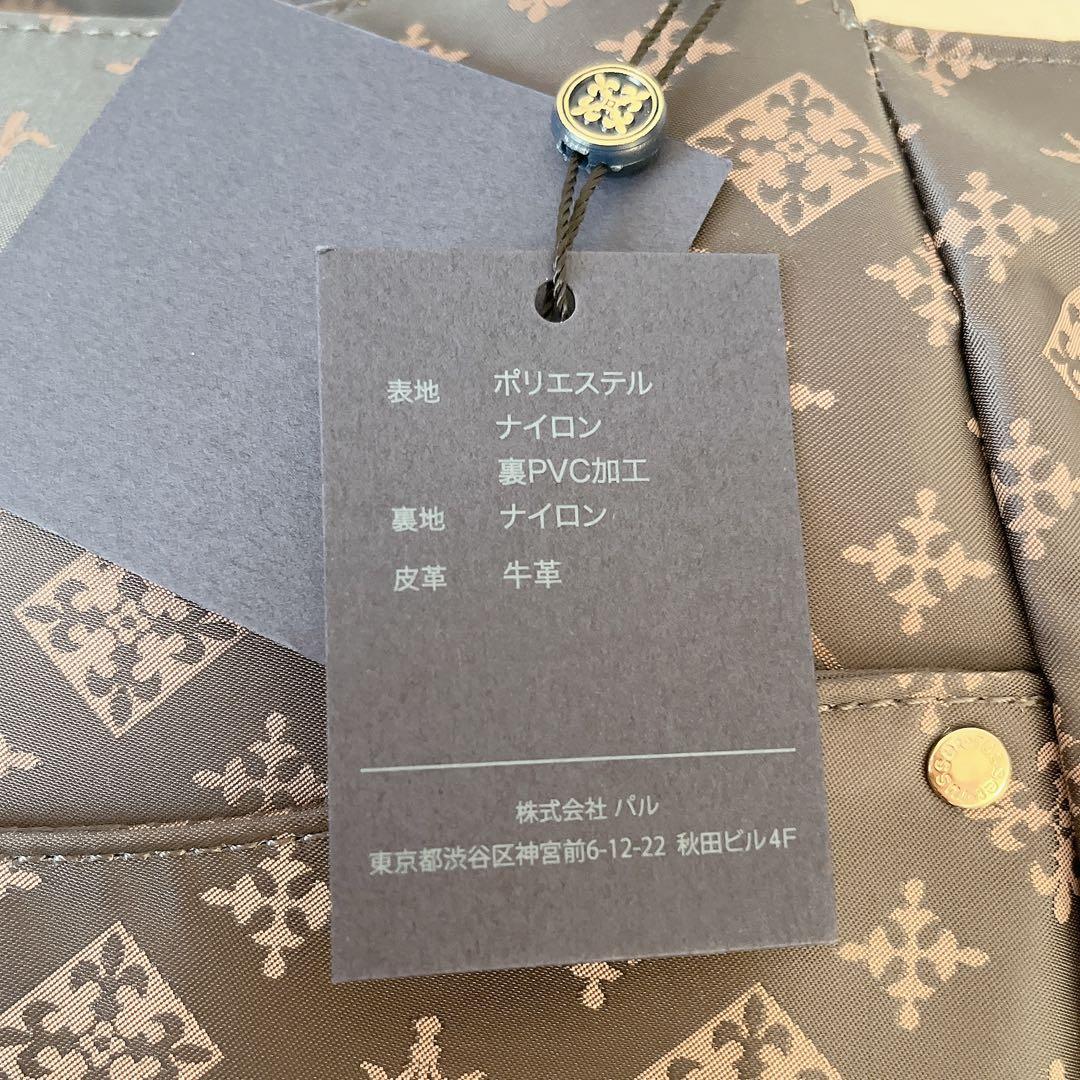 表地 ポリエステル
ナイロン
裏PVC加工
裏地 ナイロン
皮革 牛革
株式会社 パル
東京都渋谷区神宮前6-12-22 秋田ビル4F